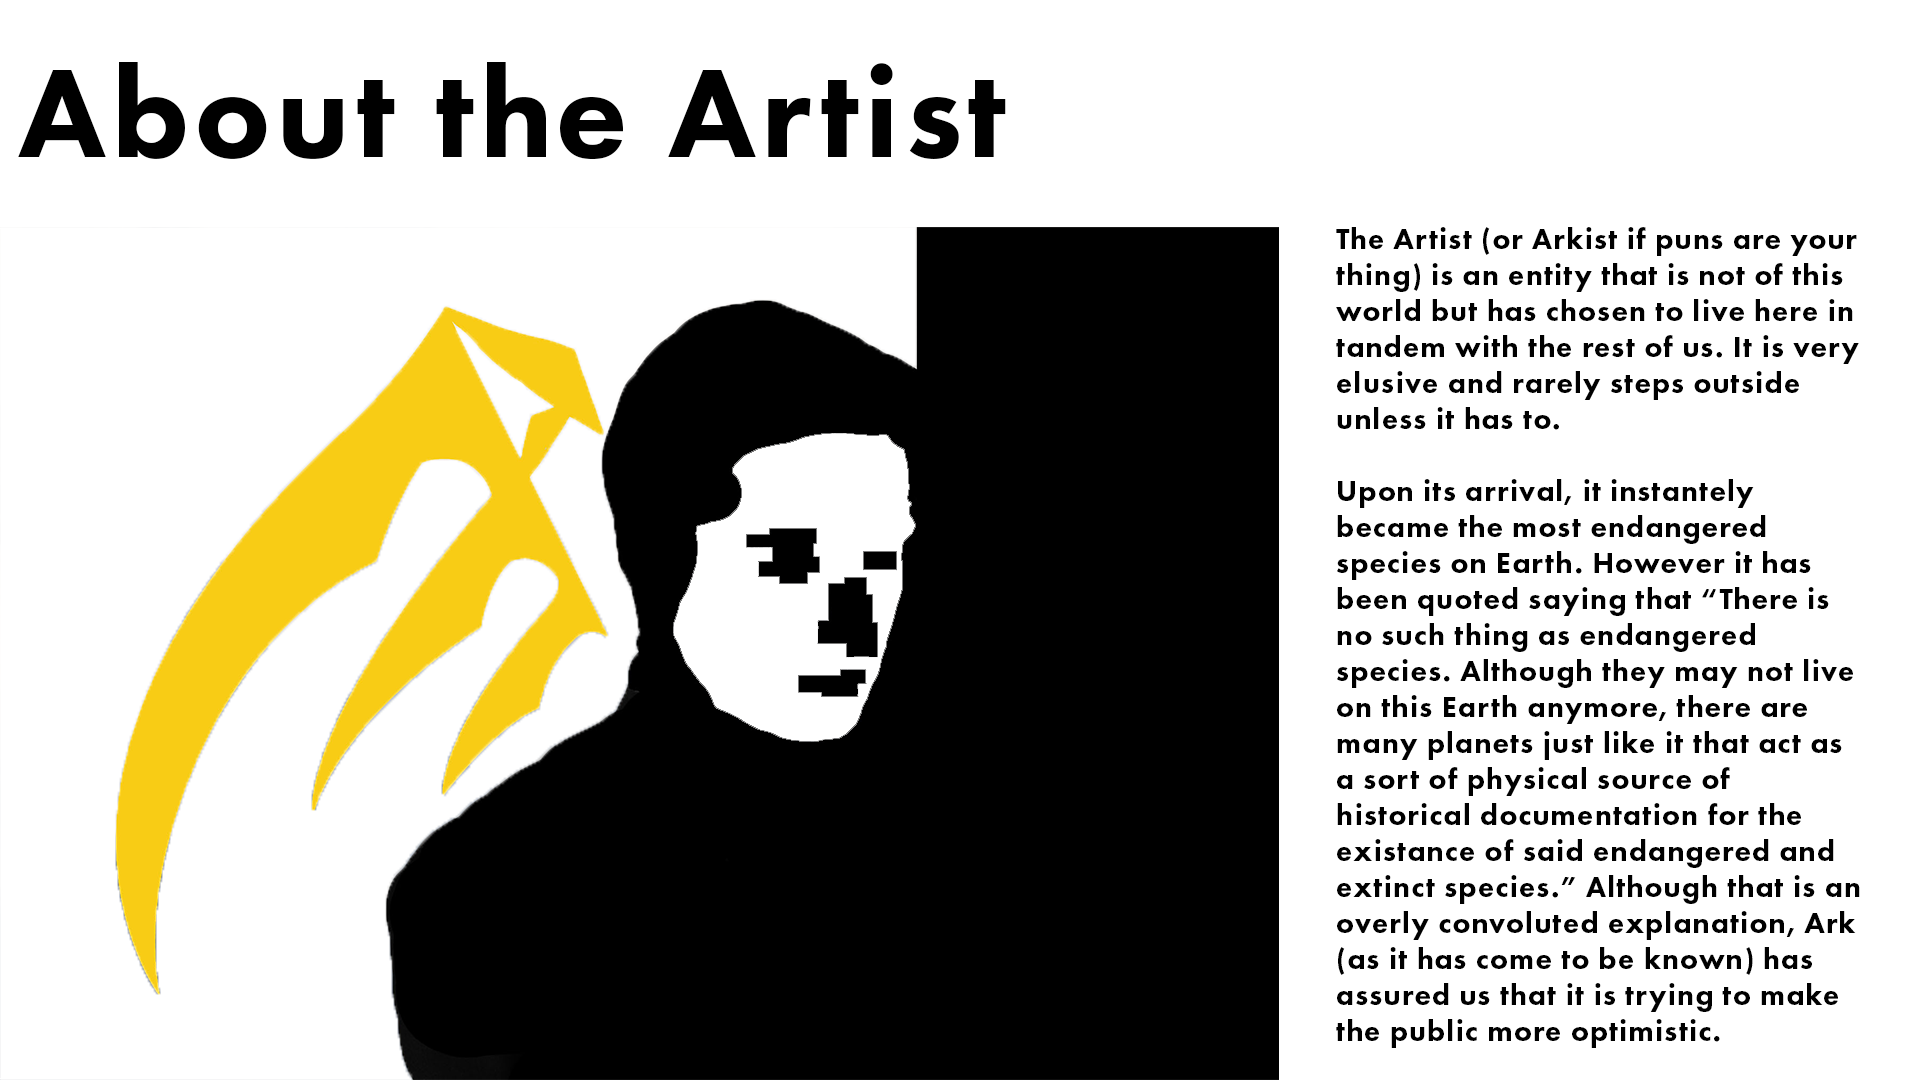 About the Artist
The Artist (or Arkist if puns are your
thing) is an entity that is not of this
world but has chosen to live here in
tandem with the rest of us. It is very
elusive and rarely steps outside
unless it has to.
Upon its arrival, it instantely
became the most endangered
species on Earth. However it has
been quoted saying that “There is
no such thing as endangered
species. Although they may not live
on this Earth anymore, there are
many planets just like it that act as
a sort of physical source of
historical documentation for the
existance of said endangered and
extinct species.” Although that is an
overly convoluted explanation, Ark
(as it has come to be known) has
assured us that it is trying to make
the public more optimistic.